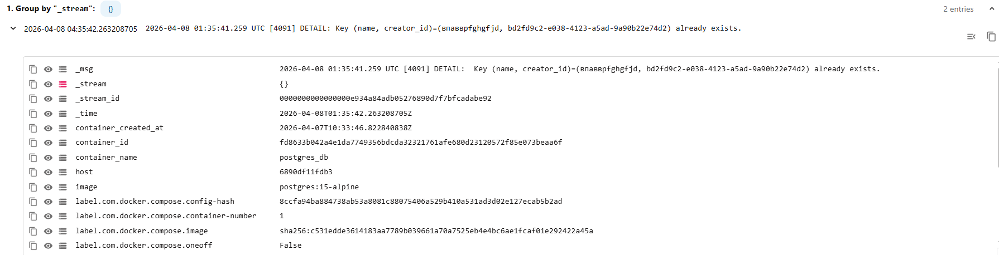 1. Group by "_stream": {} 2 entries
2026-04-08 04:35:42.263208705 2026-04-08 01:35:41.259 UTC [4091] DETAIL: Key (name, creator_id)=(впавврfghgfjd, bd2fd9c2-e038-4123-a5ad-9a90b22e74d2) already exists.
_msg 2026-04-08 01:35:41.259 UTC [4091] DETAIL:  Key (name, creator_id)=(впавврfghgfjd, bd2fd9c2-e038-4123-a5ad-9a90b22e74d2) already exists.
_stream {}
_stream_id 0000000000000000e934a84adb05276890d7f7bfcadabe92
_time 2026-04-08T01:35:42.263208705Z
container_created_at 2026-04-07T10:33:46.822840838Z
container_id fd8633b042a4e1da7749356bdcda32321761afe680d23120572f85e073beaa6f
container_name postgres_db
host 6890df11fdb3
image postgres:15-alpine
label.com.docker.compose.config-hash 8ccfa94ba884738ab53a8081c88075406a529b410a531ad3d02e127ecab5b2ad
label.com.docker.compose.container-number 1
label.com.docker.compose.image sha256:c531edde3614183aa7789b039661a70a7525eb4e4bc6ae1fcaf01e292422a45a
label.com.docker.compose.oneoff False